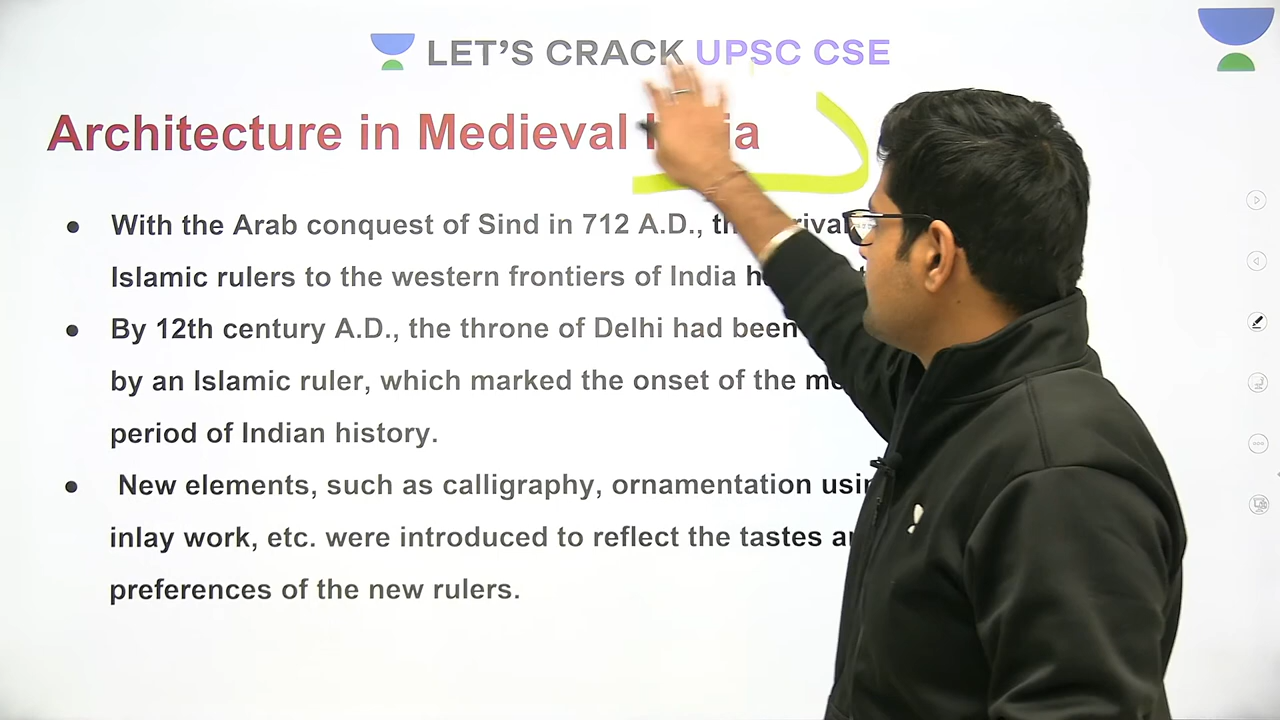 LET'S CRACK UPSC CSE
Architecture in Medieval
With the Arab conquest of Sind in 712 A.D.,
Islamic rulers to the western frontiers of India
By 12th century A.D., the throne of Delhi had been
by an Islamic ruler, which marked the onset of the
period of Indian history.
New elements, such as calligraphy, ornamentation
inlay work, etc. were introduced to reflect the tastes
preferences of the new rulers.